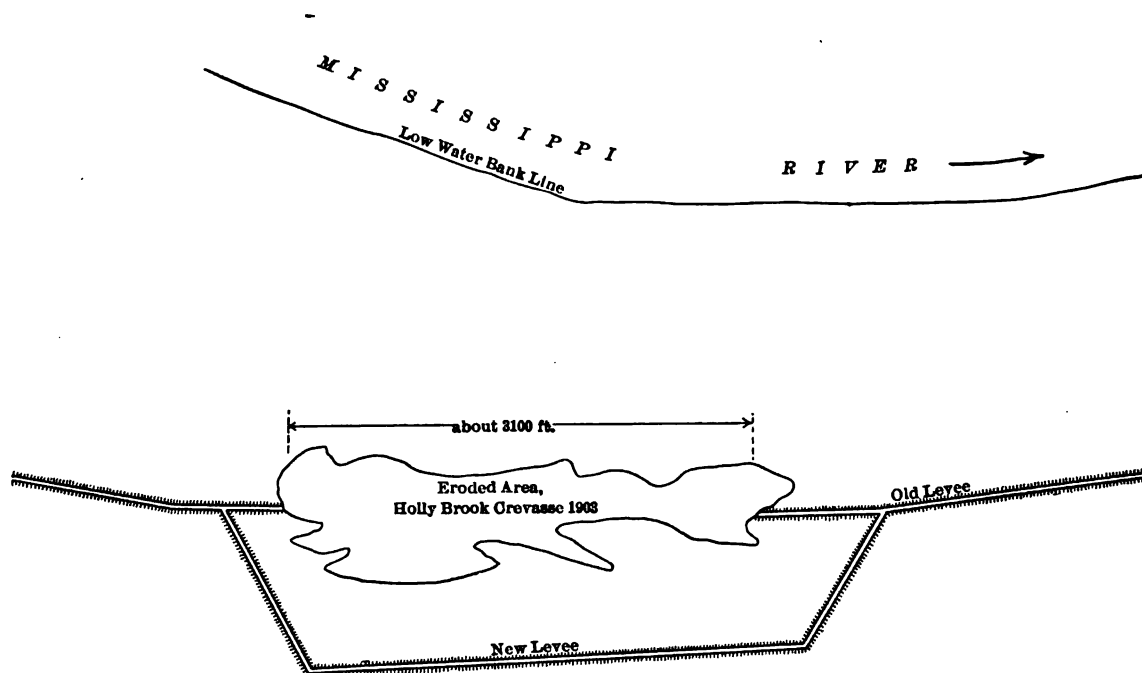 MISSISSIPPI RIVER
Low Water Bank Line
about 3100 ft.
Eroded Area,
Holly Brook Crevasse 1903
Old Levee
New Levee